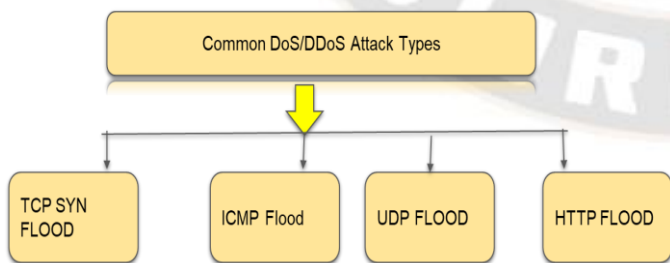 Common DoS/DDoS Attack Types
TCP SYN
FLOOD
ICMP Flood
UDP FLOOD
HTTP FLOOD